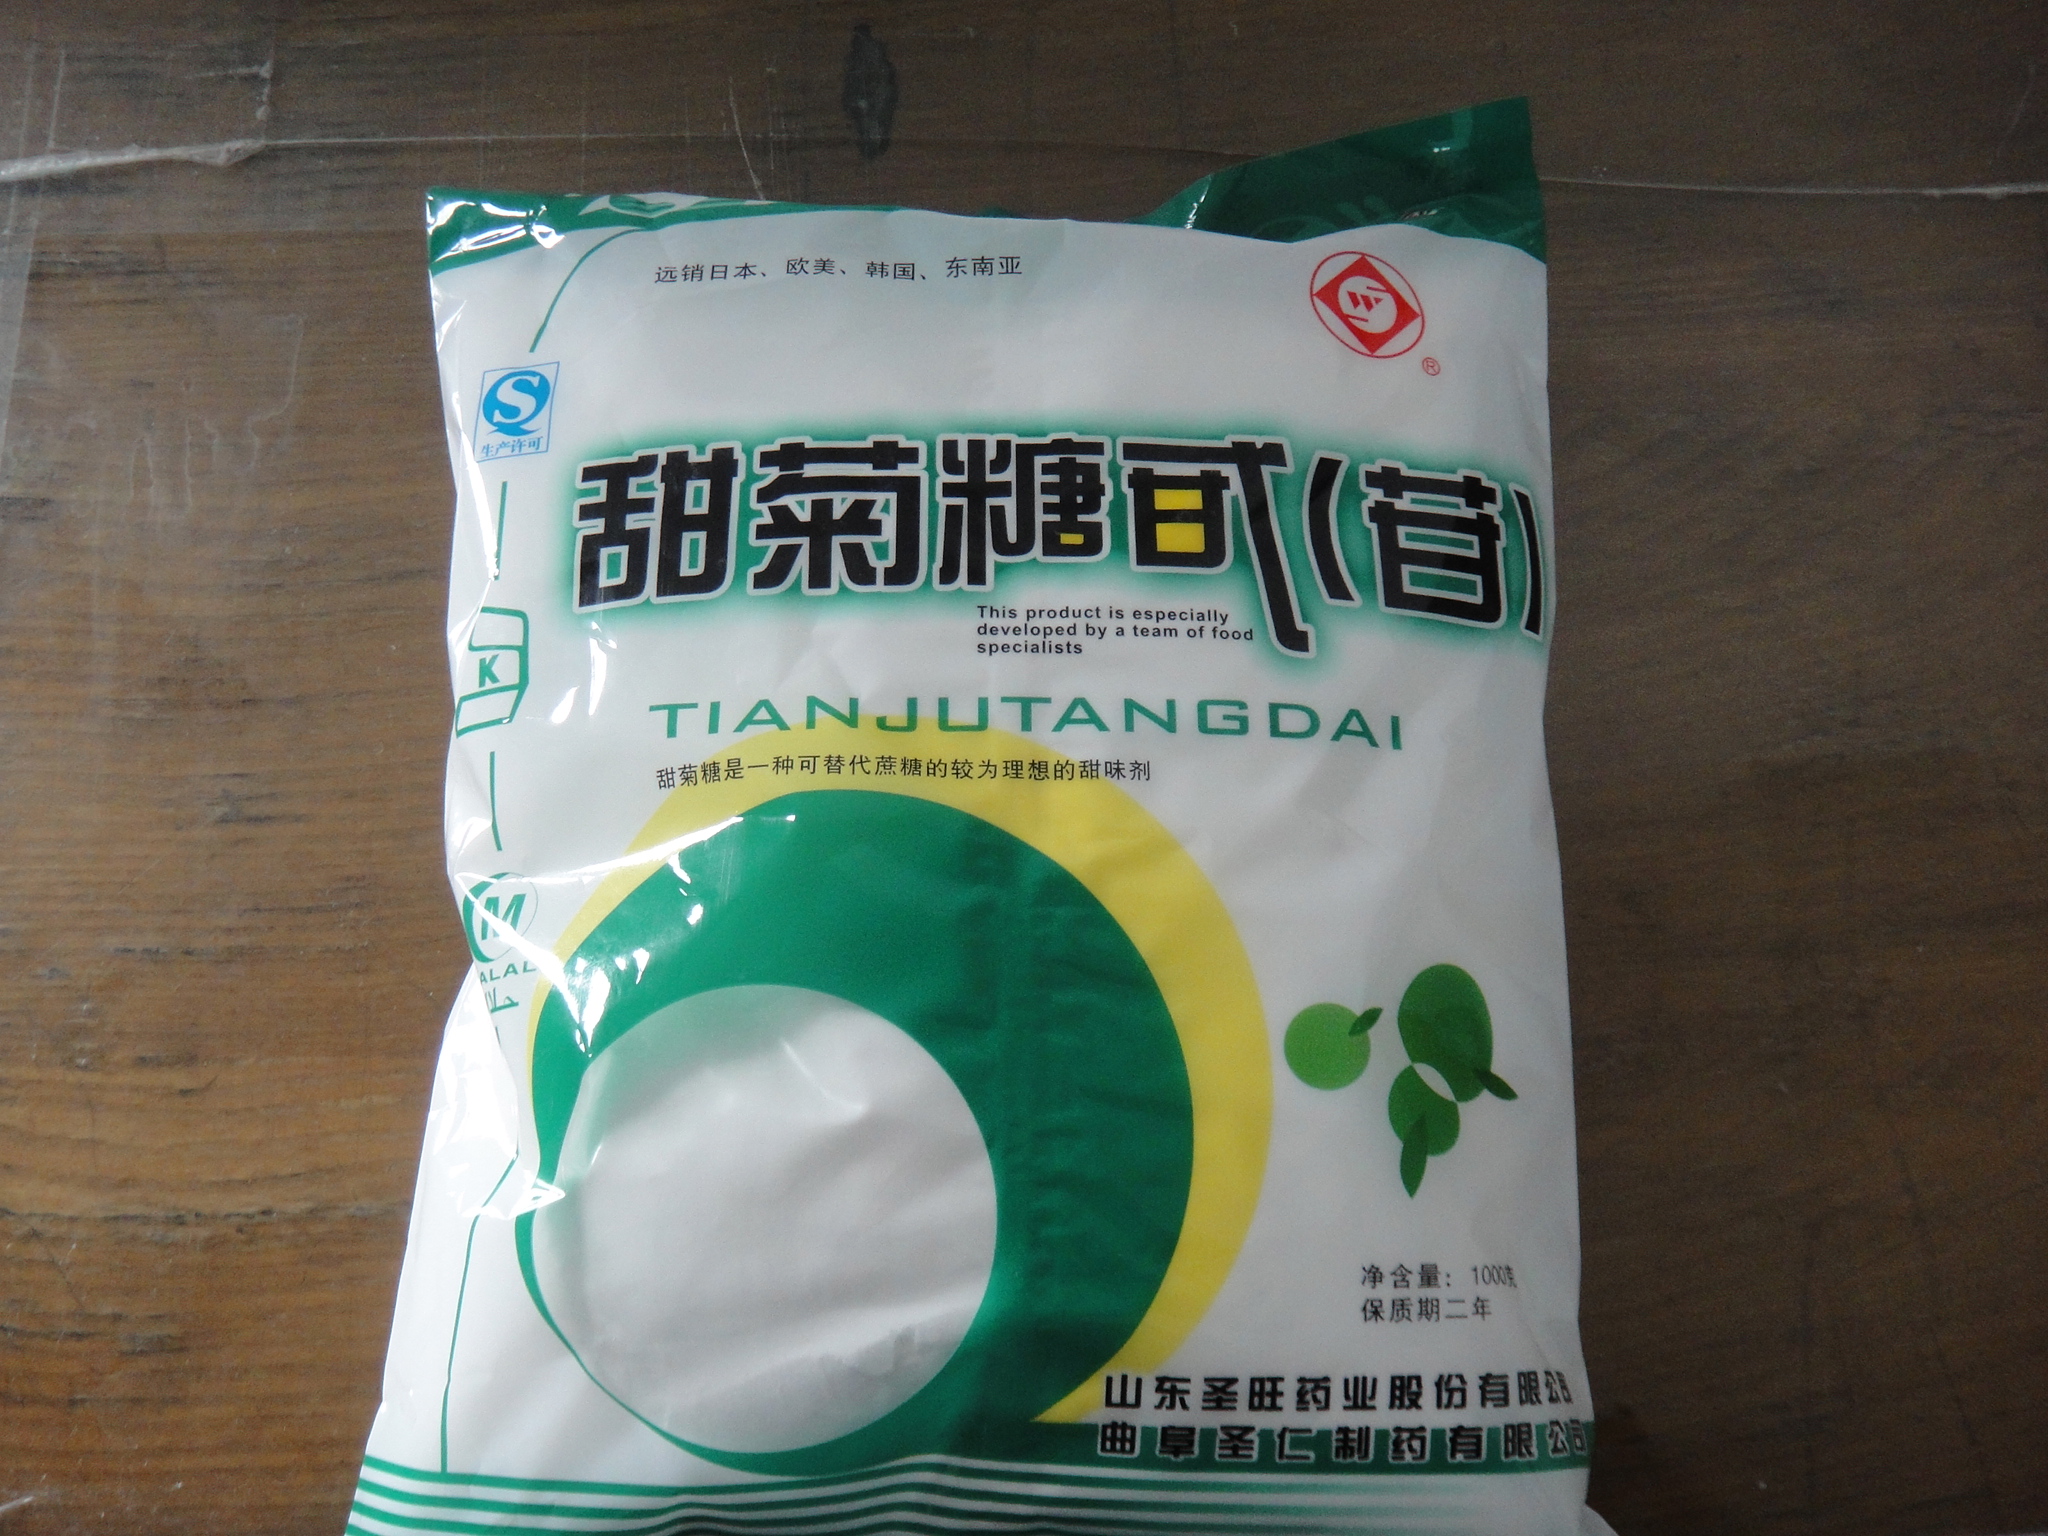 远销日本、欧美、韩国、东南亚
®
S
生产许可
甜菊糖甙(苷)
This product is especially
developed by a team of food
specialists
K
TIANJUTANGDAI
甜菊糖是一种可替代蔗糖的较为理想的甜味剂
M
ALAL
净含量：1000克
保质期二年
山东圣旺药业股份有限公司
曲阜圣仁制药有限公司